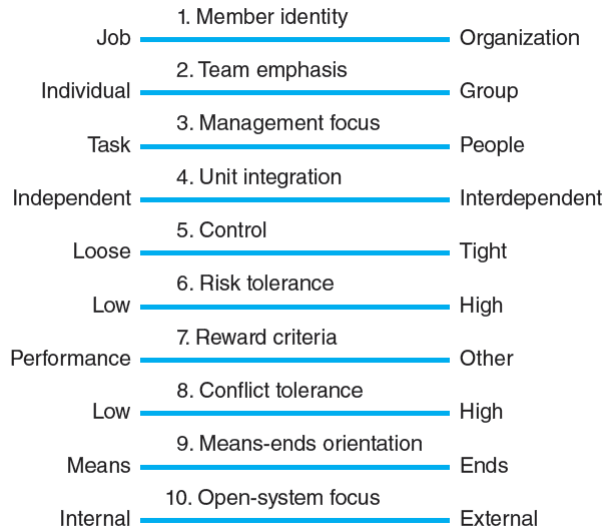 1. Member identity
Job Organization
2. Team emphasis
Individual Group
3. Management focus
Task People
4. Unit integration
Independent Interdependent
5. Control
Loose Tight
6. Risk tolerance
Low High
7. Reward criteria
Performance Other
8. Conflict tolerance
Low High
9. Means-ends orientation
Means Ends
10. Open-system focus
Internal External